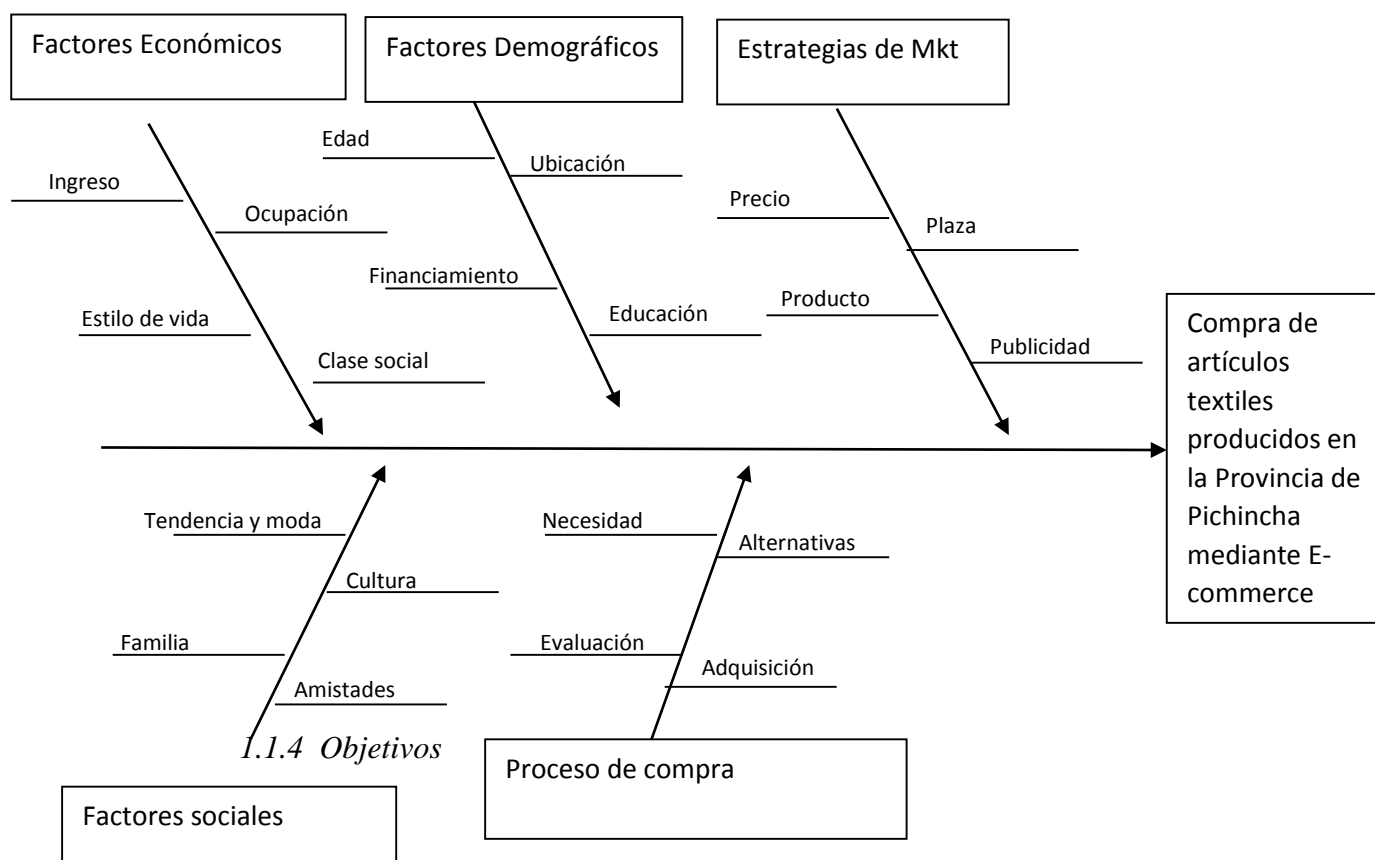 Factores Económicos
Factores Demográficos
Estrategias de Mkt
Edad
Ubicación
Ingreso
Precio
Ocupación
Plaza
Financiamiento
Producto
Estilo de vida
Educación
Publicidad
Clase social
Compra de
artículos
textiles
producidos en
la Provincia de
Pichincha
mediante E-
commerce
Tendencia y moda
Necesidad
Alternativas
Cultura
Familia
Evaluación
Adquisición
Amistades
1.1.4 Objetivos
Proceso de compra
Factores sociales